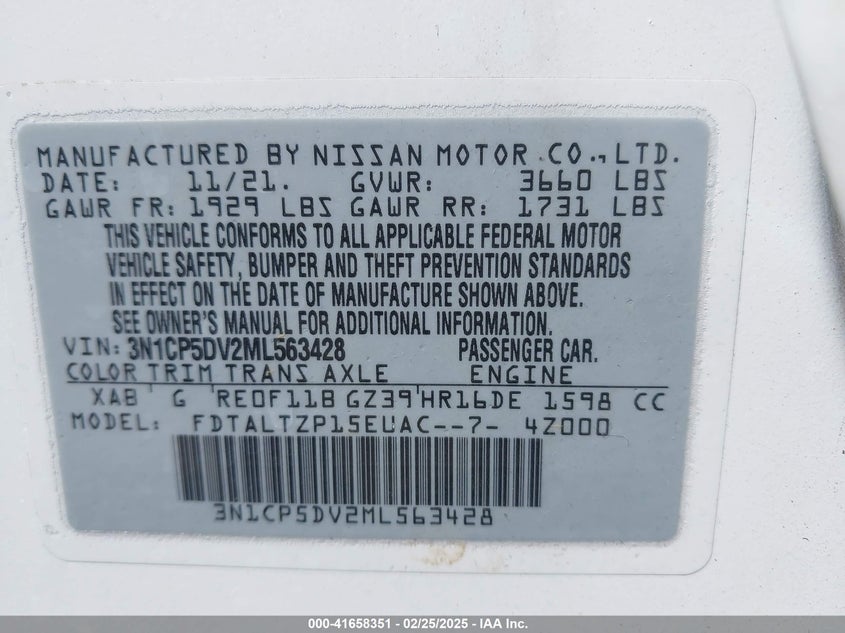 MANUFACTURED BY NISSAN MOTOR CO., LTD.
DATE: 11/21. GVWR: 3660 LBS
GAWR FR: 1929 LBS GAWR RR: 1731 LBS
THIS VEHICLE CONFORMS TO ALL APPLICABLE FEDERAL MOTOR
VEHICLE SAFETY, BUMPER AND THEFT PREVENTION STANDARDS
IN EFFECT ON THE DATE OF MANUFACTURE SHOWN ABOVE.
SEE OWNER'S MANUAL FOR ADDITIONAL INFORMATION.
VIN: 3N1CP5DV2ML563428 PASSENGER CAR.
COLOR TRIM TRANS AXLE ENGINE
XAB G RE0F11B GZ39 HR16DE 1598 CC
MODEL: FDTALTZP15EUAC--7- 4Z000
3N1CP5DV2ML563428
000-41658351 - 02/25/2025 - IAA Inc.